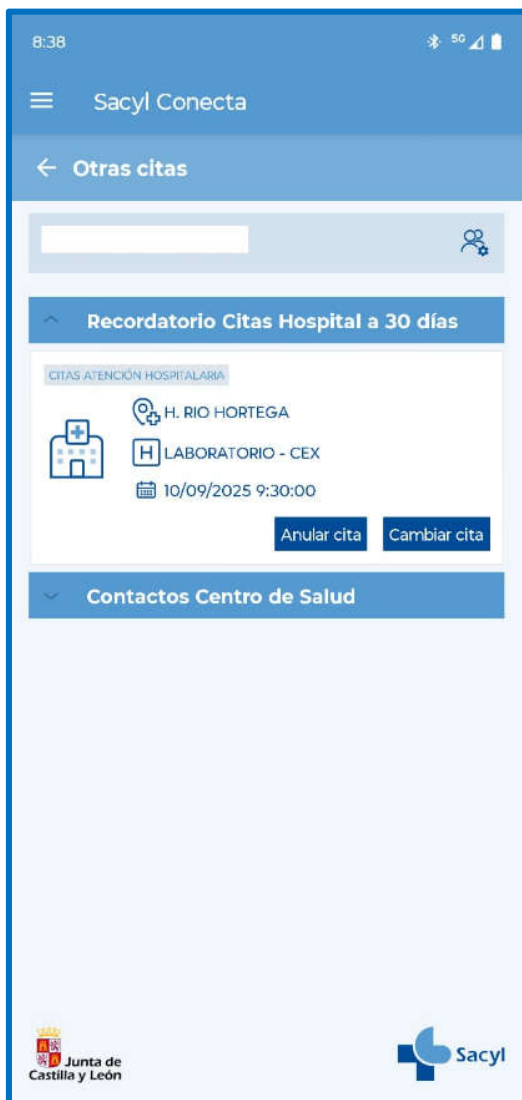 8:38
5G
Sacyl Conecta
Otras citas
Recordatorio Citas Hospital a 30 días
CITAS ATENCIÓN HOSPITALARIA
H. RIO HORTEGA
H LABORATORIO - CEX
10/09/2025 9:30:00
Anular cita Cambiar cita
Contactos Centro de Salud
Junta de
Castilla y León
Sacyl